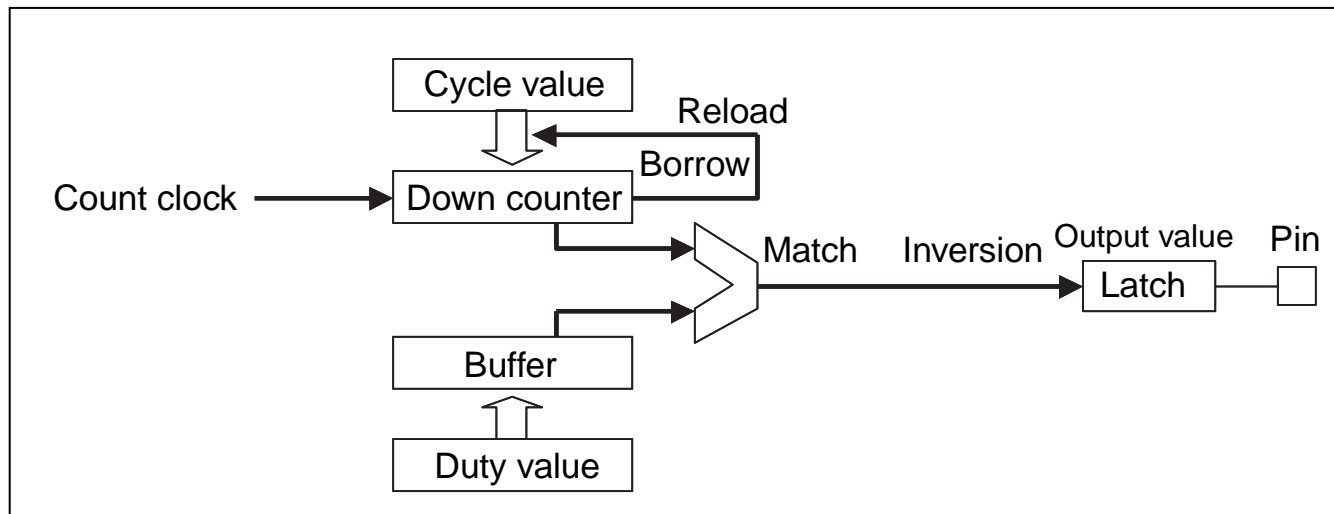 Cycle value
Reload
Borrow
Count clock
Down counter
Match
Inversion
Output value
Pin
Latch
Buffer
Duty value